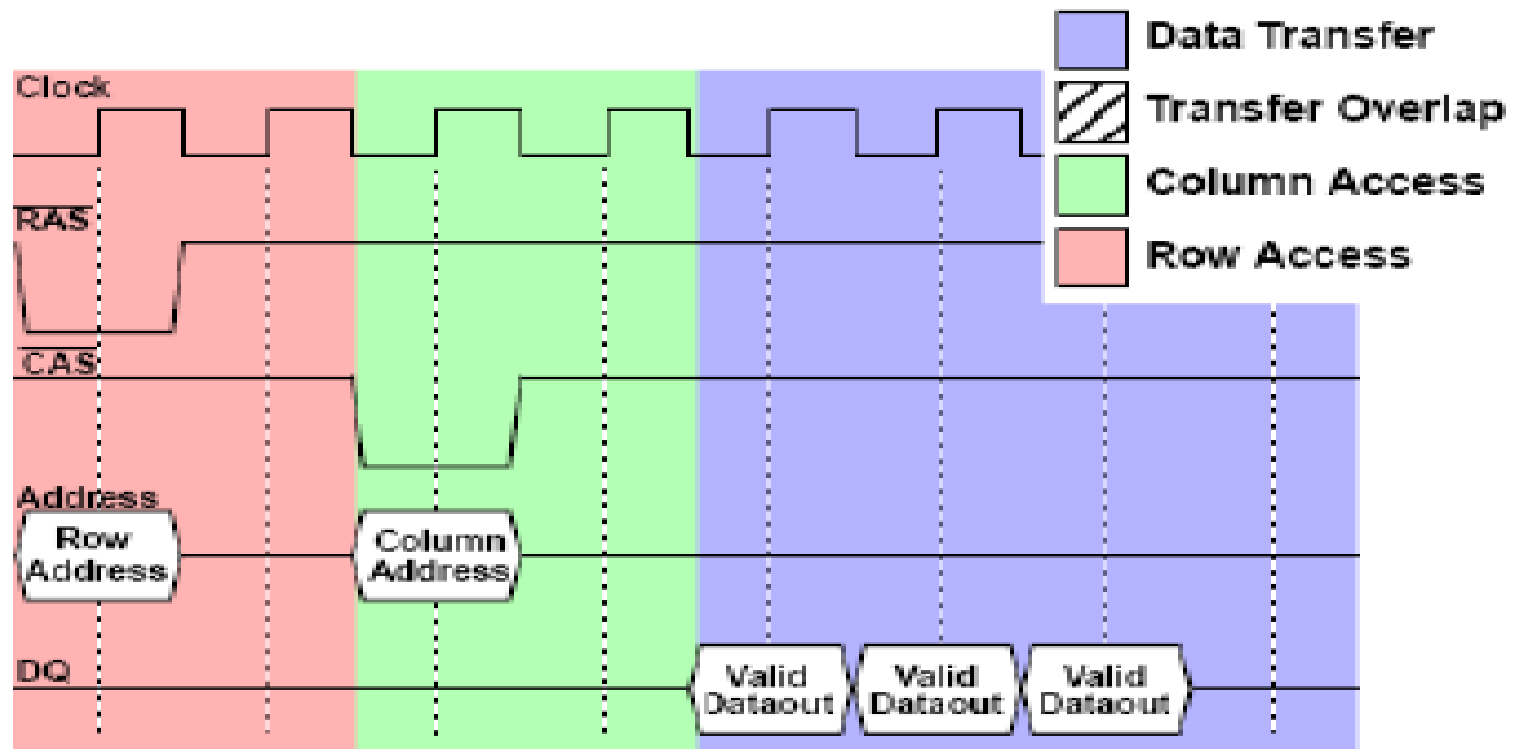 Data Transfer
Transfer Overlap
Column Access
Row Access
Clock
RAS
CAS
Address
Row
Address
Column
Address
DQ
Valid
Dataout
Valid
Dataout
Valid
Dataout